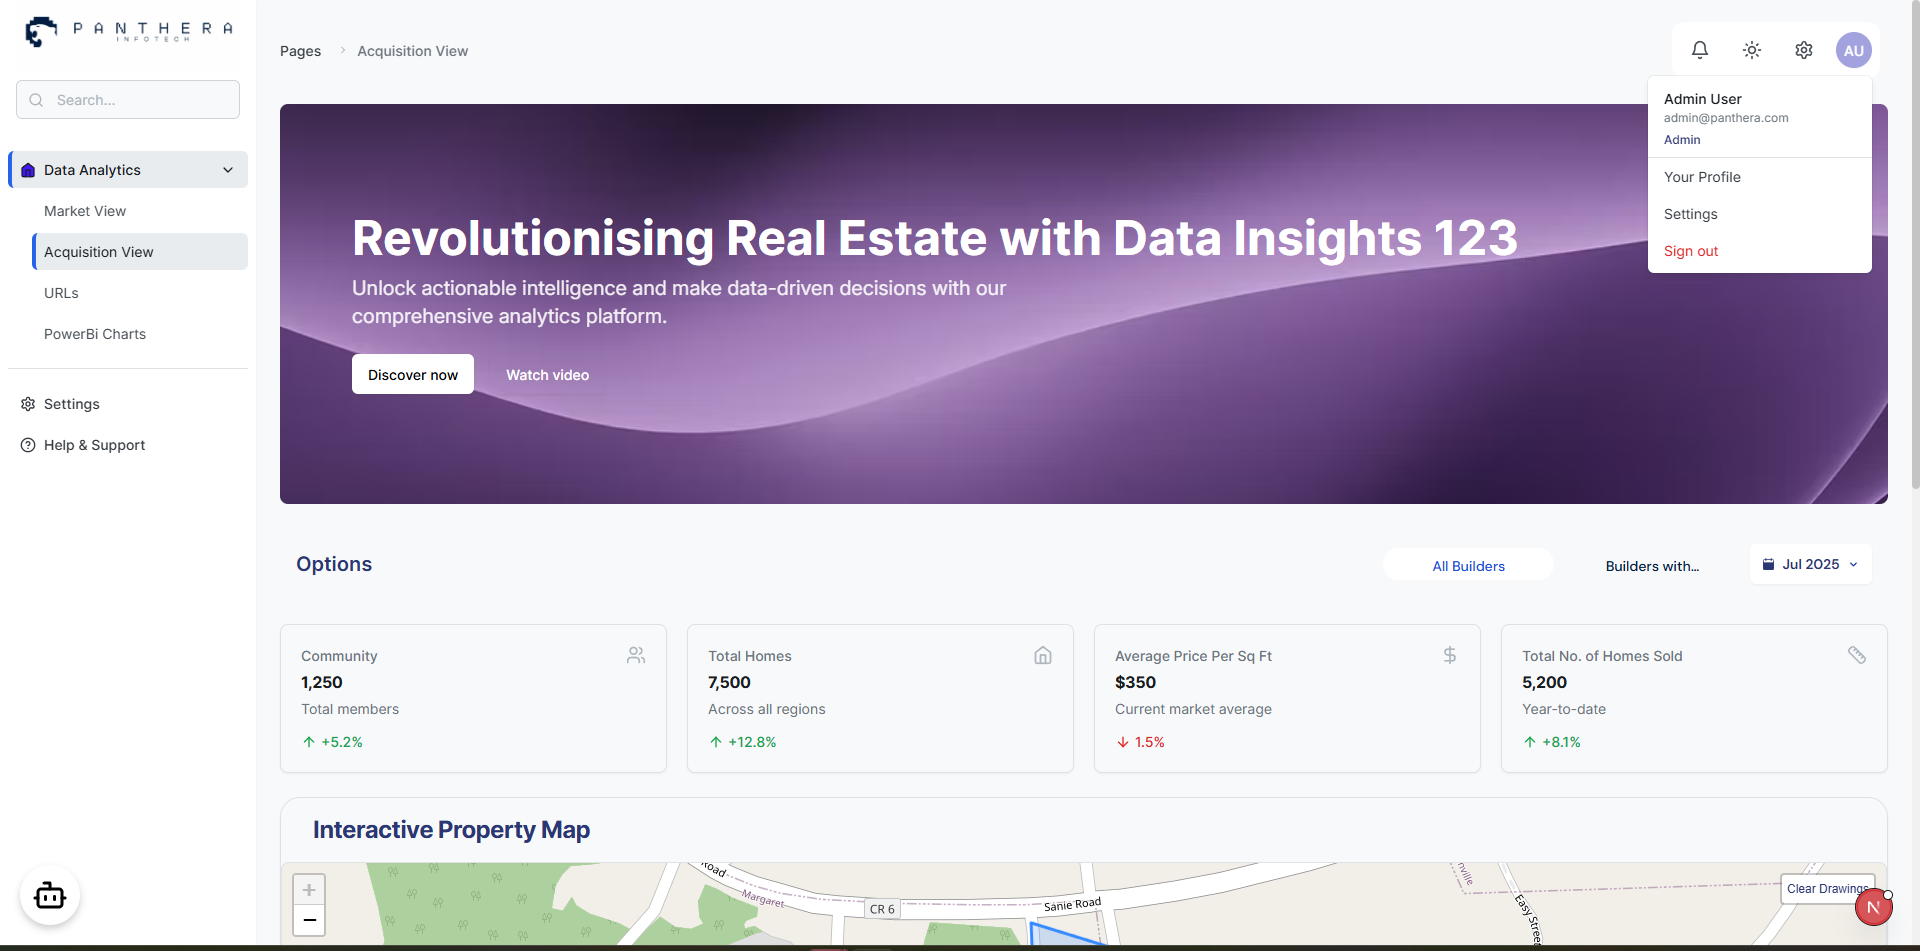 PANTHERA
INFOTECH
Search...
Data Analytics
Market View
Acquisition View
URLs
PowerBi Charts
Settings
Help & Support
Pages
Acquisition View
AU
Admin User
admin@panthera.com
Admin
Your Profile
Settings
Sign out
Revolutionising Real Estate with Data Insights 123
Unlock actionable intelligence and make data-driven decisions with our
comprehensive analytics platform.
Discover now
Watch video
Options
All Builders
Builders with...
Jul 2025
Community
1,250
Total members
+5.2%
Total Homes
7,500
Across all regions
+12.8%
Average Price Per Sq Ft
$
$350
Current market average
1.5%
Total No. of Homes Sold
5,200
Year-to-date
+8.1%
Interactive Property Map
+
−
Road
Margaret
CR 6
Sanie Road
ville
Easy Street
Clear Drawings
N